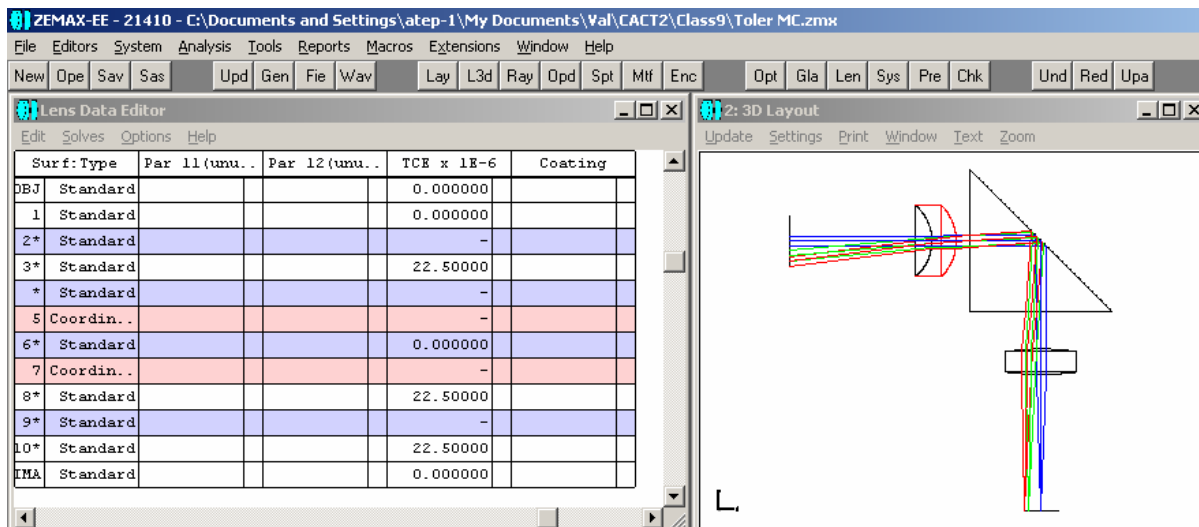 ZEMAX-EE - 21410 - C:\Documents and Settings\atep-1\My Documents\Val\CACT2\Class9\Toler MC.zmx
File Editors System Analysis Tools Reports Macros Extensions Window Help
New Ope Sav Sas Upd Gen Fie Wav Lay L3d Ray Opd Spt Mtf Enc Opt Gla Len Sys Pre Chk Und Red Upa
Lens Data Editor
Edit Solves Options Help
Surf:Type Par 11(unu.. Par 12(unu.. TCE x 1E-6 Coating
OBJ Standard 0.000000
1 Standard 0.000000
2* Standard -
3* Standard 22.50000
* Standard -
5 Coordin.. -
6* Standard 0.000000
7 Coordin.. -
8* Standard 22.50000
9* Standard -
10* Standard 22.50000
IMA Standard 0.000000
2: 3D Layout
Update Settings Print Window Text Zoom